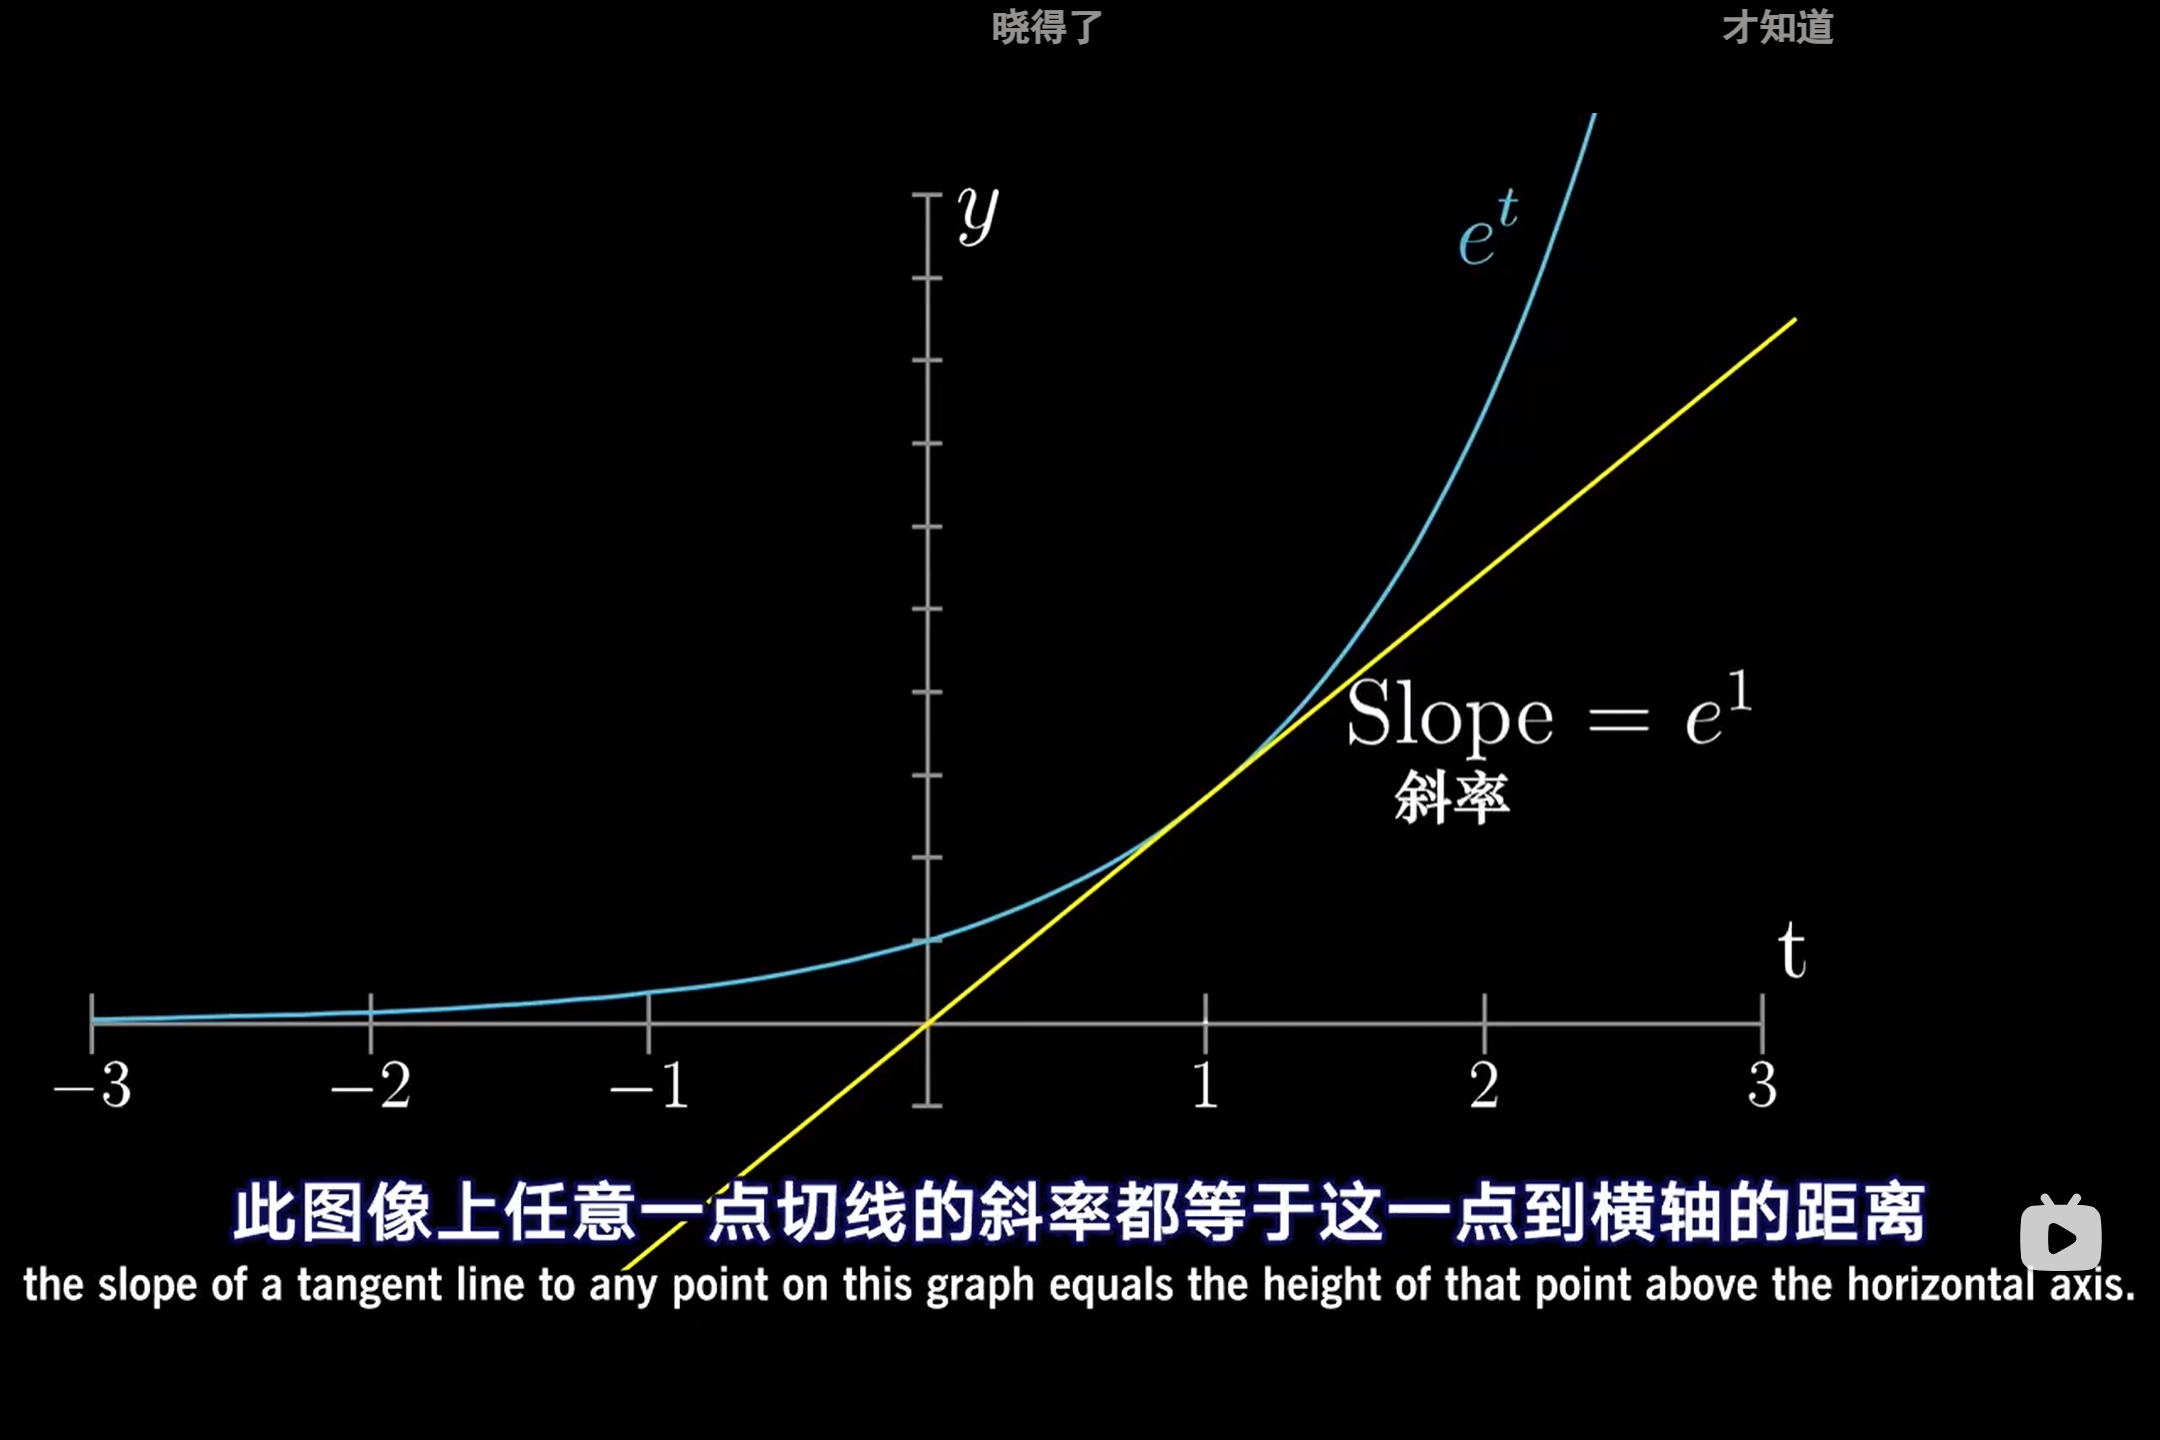 晓得了 才知道
y
e^t
Slope = e^1
斜率
t
−3 −2 −1 1 2 3
此图像上任意一点切线的斜率都等于这一点到横轴的距离
the slope of a tangent line to any point on this graph equals the height of that point above the horizontal axis.